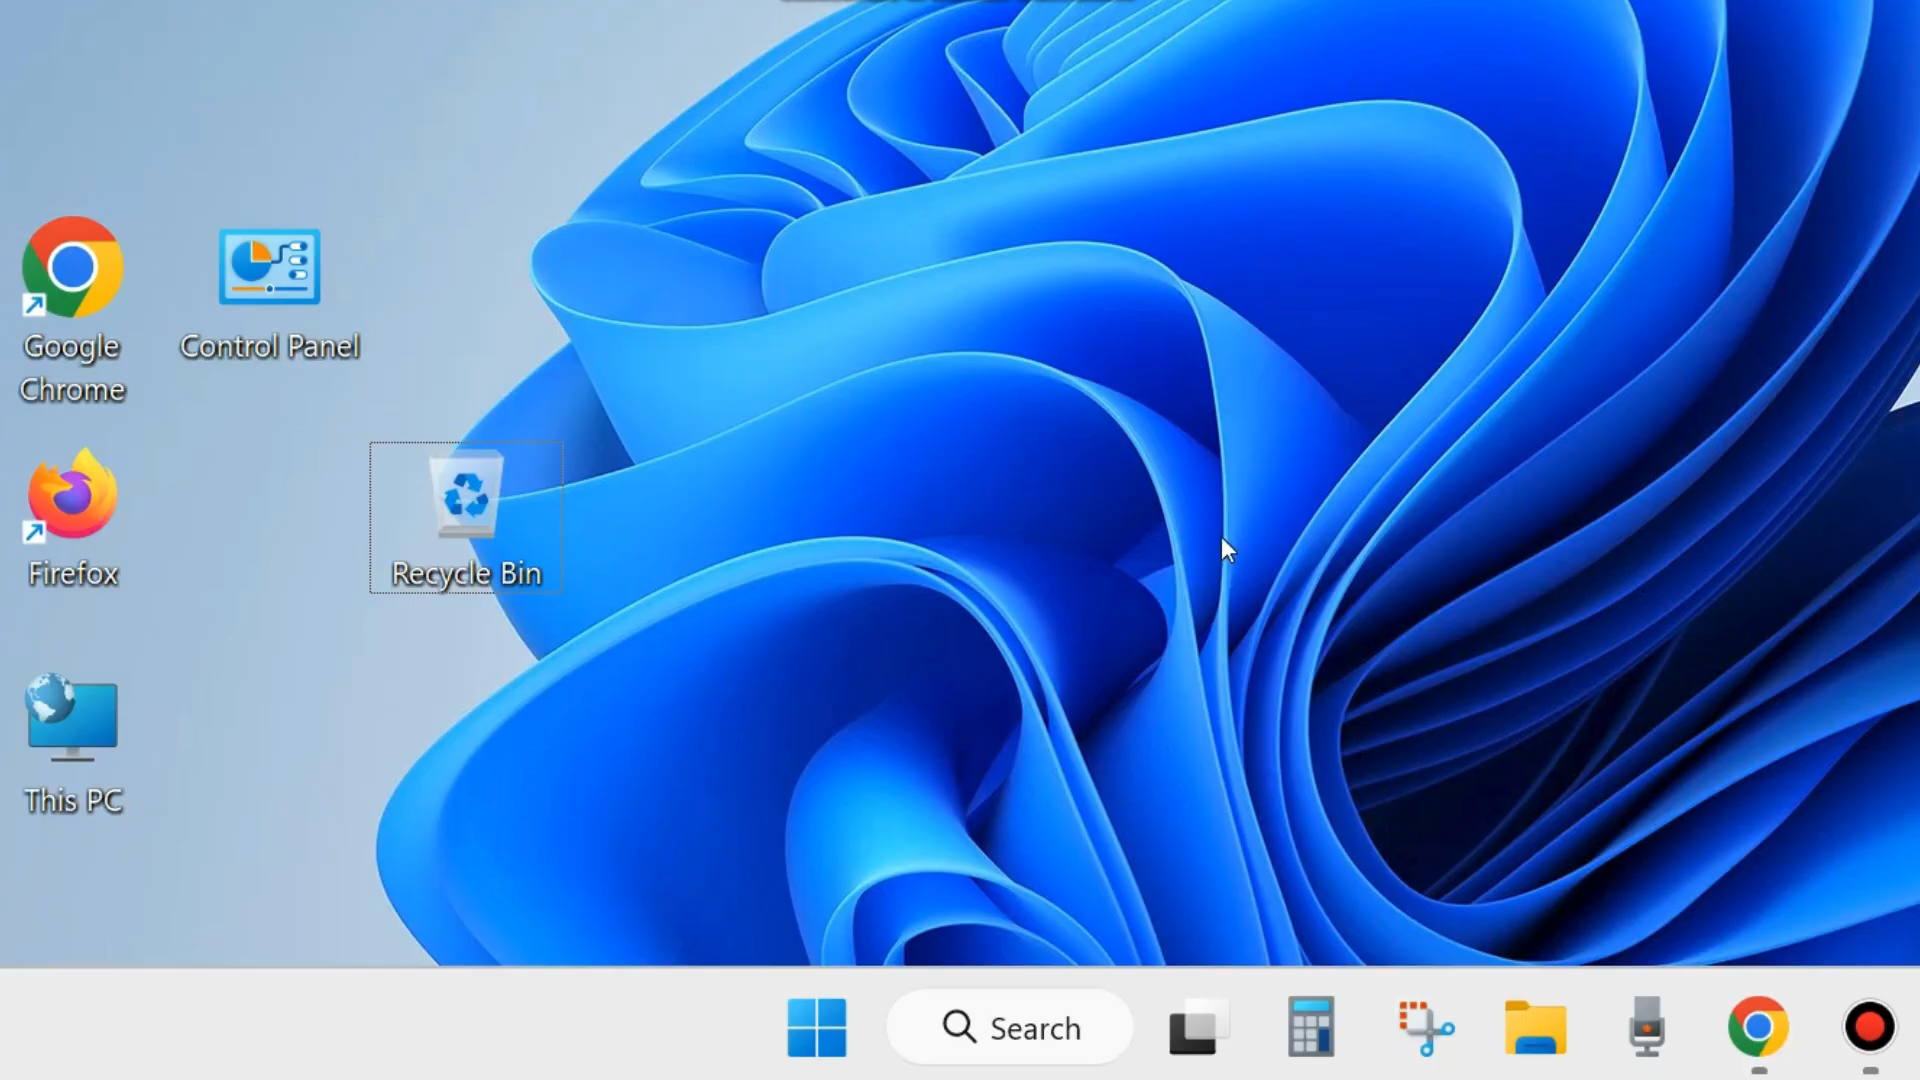 Google
Chrome
Control Panel
Firefox
Recycle Bin
This PC
Search